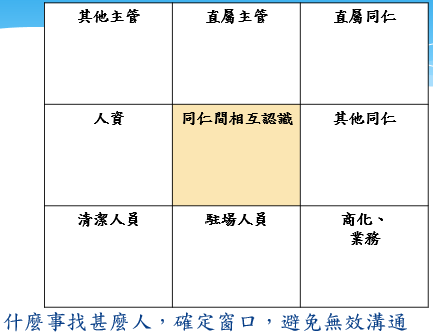 其他主管
直屬主管
直屬同仁
人資
同仁間相互認識
其他同仁
清潔人員
駐場人員
商化、
業務
什麼事找甚麼人，確定窗口，避免無效溝通